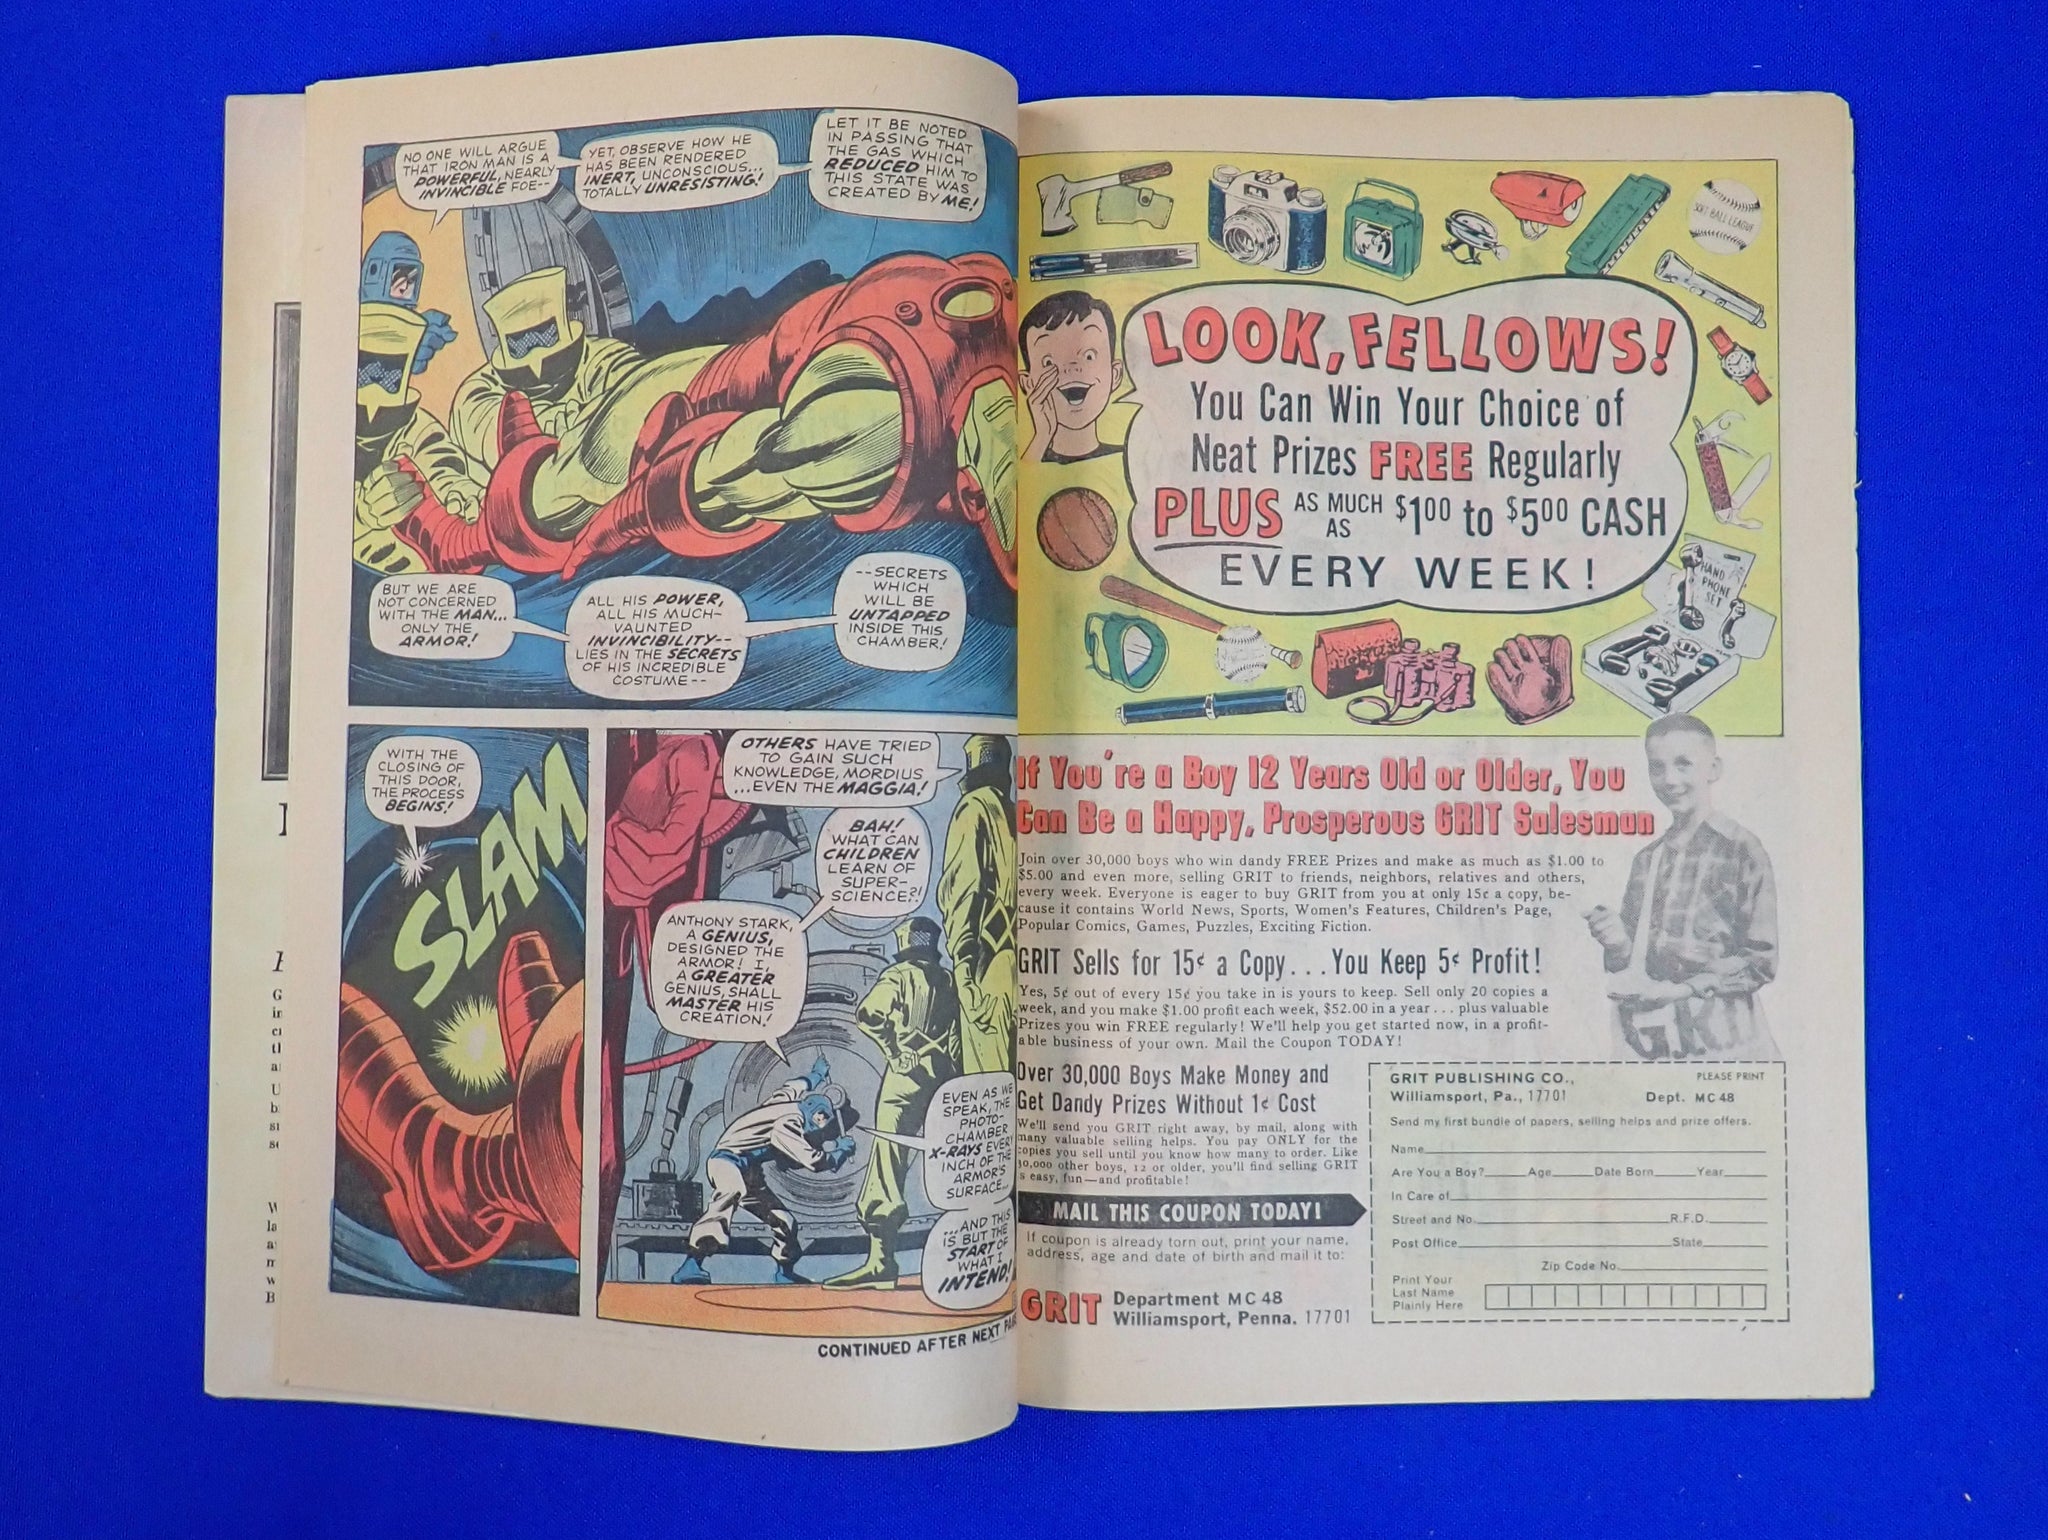 NO ONE WILL ARGUE
THAT IRON MAN IS A
POWERFUL, NEARLY
INVINCIBLE FOE--
YET, OBSERVE HOW HE
HAS BEEN RENDERED
INERT, UNCONSCIOUS...
TOTALLY UNRESISTING!
LET IT BE NOTED
IN PASSING THAT
THE GAS WHICH
REDUCED HIM TO
THIS STATE WAS
CREATED BY ME!
BUT WE ARE
NOT CONCERNED
WITH THE MAN...
ONLY THE
ARMOR!
ALL HIS POWER,
ALL HIS MUCH-
VAUNTED
INVINCIBILITY--
LIES IN THE SECRETS
OF HIS INCREDIBLE
COSTUME--
--SECRETS
WHICH
WILL BE
UNTAPPED
INSIDE THIS
CHAMBER!
WITH THE
CLOSING OF
THIS DOOR,
THE PROCESS
BEGINS!
SLAM
OTHERS HAVE TRIED
TO GAIN SUCH
KNOWLEDGE, MORDIUS
...EVEN THE MAGGIA!
BAH!
WHAT CAN
CHILDREN
LEARN OF
SUPER-
SCIENCE?!
ANTHONY STARK,
A GENIUS,
DESIGNED THE
ARMOR! I,
A GREATER
GENIUS, SHALL
MASTER HIS
CREATION!
EVEN AS WE
SPEAK, THE
PHOTO-
CHAMBER
X-RAYS EVERY
INCH OF THE
ARMOR'S
SURFACE...
...AND THIS
IS BUT THE
START OF
WHAT I
INTEND!
CONTINUED AFTER NEXT
SOFT BALL LEAGUE
LOOK, FELLOWS!
You Can Win Your Choice of
Neat Prizes FREE Regularly
PLUS AS MUCH AS $1.00 to $5.00 CASH
EVERY WEEK!
HAND
PHONE
SET
If You're a Boy 12 Years Old or Older, You
Can Be a Happy, Prosperous GRIT Salesman
Join over 30,000 boys who win dandy FREE Prizes and make as much as $1.00 to
$5.00 and even more, selling GRIT to friends, neighbors, relatives and others,
every week. Everyone is eager to buy GRIT from you at only 15¢ a copy, be-
cause it contains World News, Sports, Women's Features, Children's Page,
Popular Comics, Games, Puzzles, Exciting Fiction.
GRIT Sells for 15¢ a Copy... You Keep 5¢ Profit!
Yes, 5¢ out of every 15¢ you take in is yours to keep. Sell only 20 copies a
week, and you make $1.00 profit each week, $52.00 in a year... plus valuable
Prizes you win FREE regularly! We'll help you get started now, in a profit-
able business of your own. Mail the Coupon TODAY!
GRIT
Over 30,000 Boys Make Money and
Get Dandy Prizes Without 1¢ Cost
We'll send you GRIT right away, by mail, along with
many valuable selling helps. You pay ONLY for the
copies you sell until you know how many to order. Like
30,000 other boys, 12 or older, you'll find selling GRIT
is easy, fun—and profitable!
MAIL THIS COUPON TODAY!
If coupon is already torn out, print your name,
address, age and date of birth and mail it to:
GRIT Department MC 48
Williamsport, Penna. 17701
GRIT PUBLISHING CO., PLEASE PRINT
Williamsport, Pa., 17701 Dept. MC 48
Send my first bundle of papers, selling helps and prize offers.
Name
Are You a Boy? Age Date Born Year
In Care of
Street and No. R.F.D.
Post Office State
Zip Code No.
Print Your
Last Name
Plainly Here